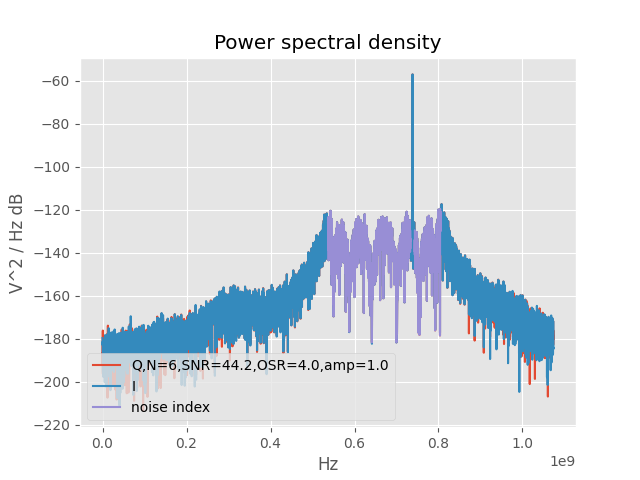 Power spectral density
V^2 / Hz dB
−60
−80
−100
−120
−140
−160
−180
−200
−220
Q,N=6,SNR=44.2,OSR=4.0,amp=1.0
I
noise index
0.0 0.2 0.4 0.6 0.8 1.0
1e9
Hz